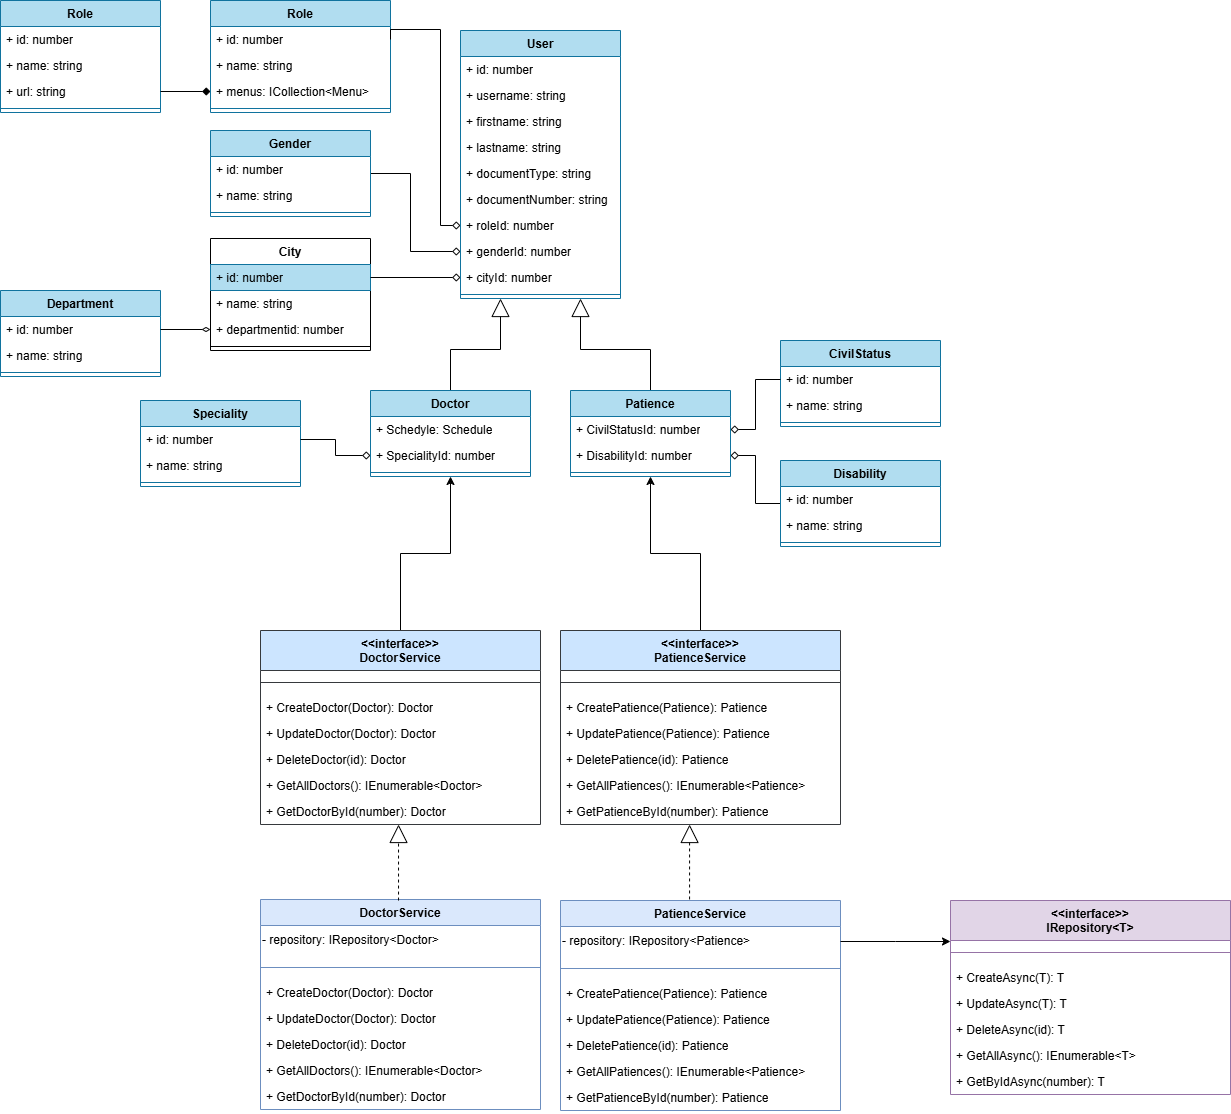 Role
+ id: number
+ name: string
+ url: string
Role
+ id: number
+ name: string
+ menus: ICollection<Menu>
User
+ id: number
+ username: string
+ firstname: string
+ lastname: string
+ documentType: string
+ documentNumber: string
+ roleId: number
+ genderId: number
+ cityId: number
Gender
+ id: number
+ name: string
City
+ id: number
+ name: string
+ departmentid: number
Department
+ id: number
+ name: string
Speciality
+ id: number
+ name: string
Doctor
+ Schedyle: Schedule
+ SpecialityId: number
Patience
+ CivilStatusId: number
+ DisabilityId: number
CivilStatus
+ id: number
+ name: string
Disability
+ id: number
+ name: string
<<interface>>
DoctorService
+ CreateDoctor(Doctor): Doctor
+ UpdateDoctor(Doctor): Doctor
+ DeleteDoctor(id): Doctor
+ GetAllDoctors(): IEnumerable<Doctor>
+ GetDoctorById(number): Doctor
<<interface>>
PatienceService
+ CreatePatience(Patience): Patience
+ UpdatePatience(Patience): Patience
+ DeletePatience(id): Patience
+ GetAllPatiences(): IEnumerable<Patience>
+ GetPatienceById(number): Patience
DoctorService
- repository: IRepository<Doctor>
+ CreateDoctor(Doctor): Doctor
+ UpdateDoctor(Doctor): Doctor
+ DeleteDoctor(id): Doctor
+ GetAllDoctors(): IEnumerable<Doctor>
+ GetDoctorById(number): Doctor
PatienceService
- repository: IRepository<Patience>
+ CreatePatience(Patience): Patience
+ UpdatePatience(Patience): Patience
+ DeletePatience(id): Patience
+ GetAllPatiences(): IEnumerable<Patience>
+ GetPatienceById(number): Patience
<<interface>>
IRepository<T>
+ CreateAsync(T): T
+ UpdateAsync(T): T
+ DeleteAsync(id): T
+ GetAllAsync(): IEnumerable<T>
+ GetByIdAsync(number): T